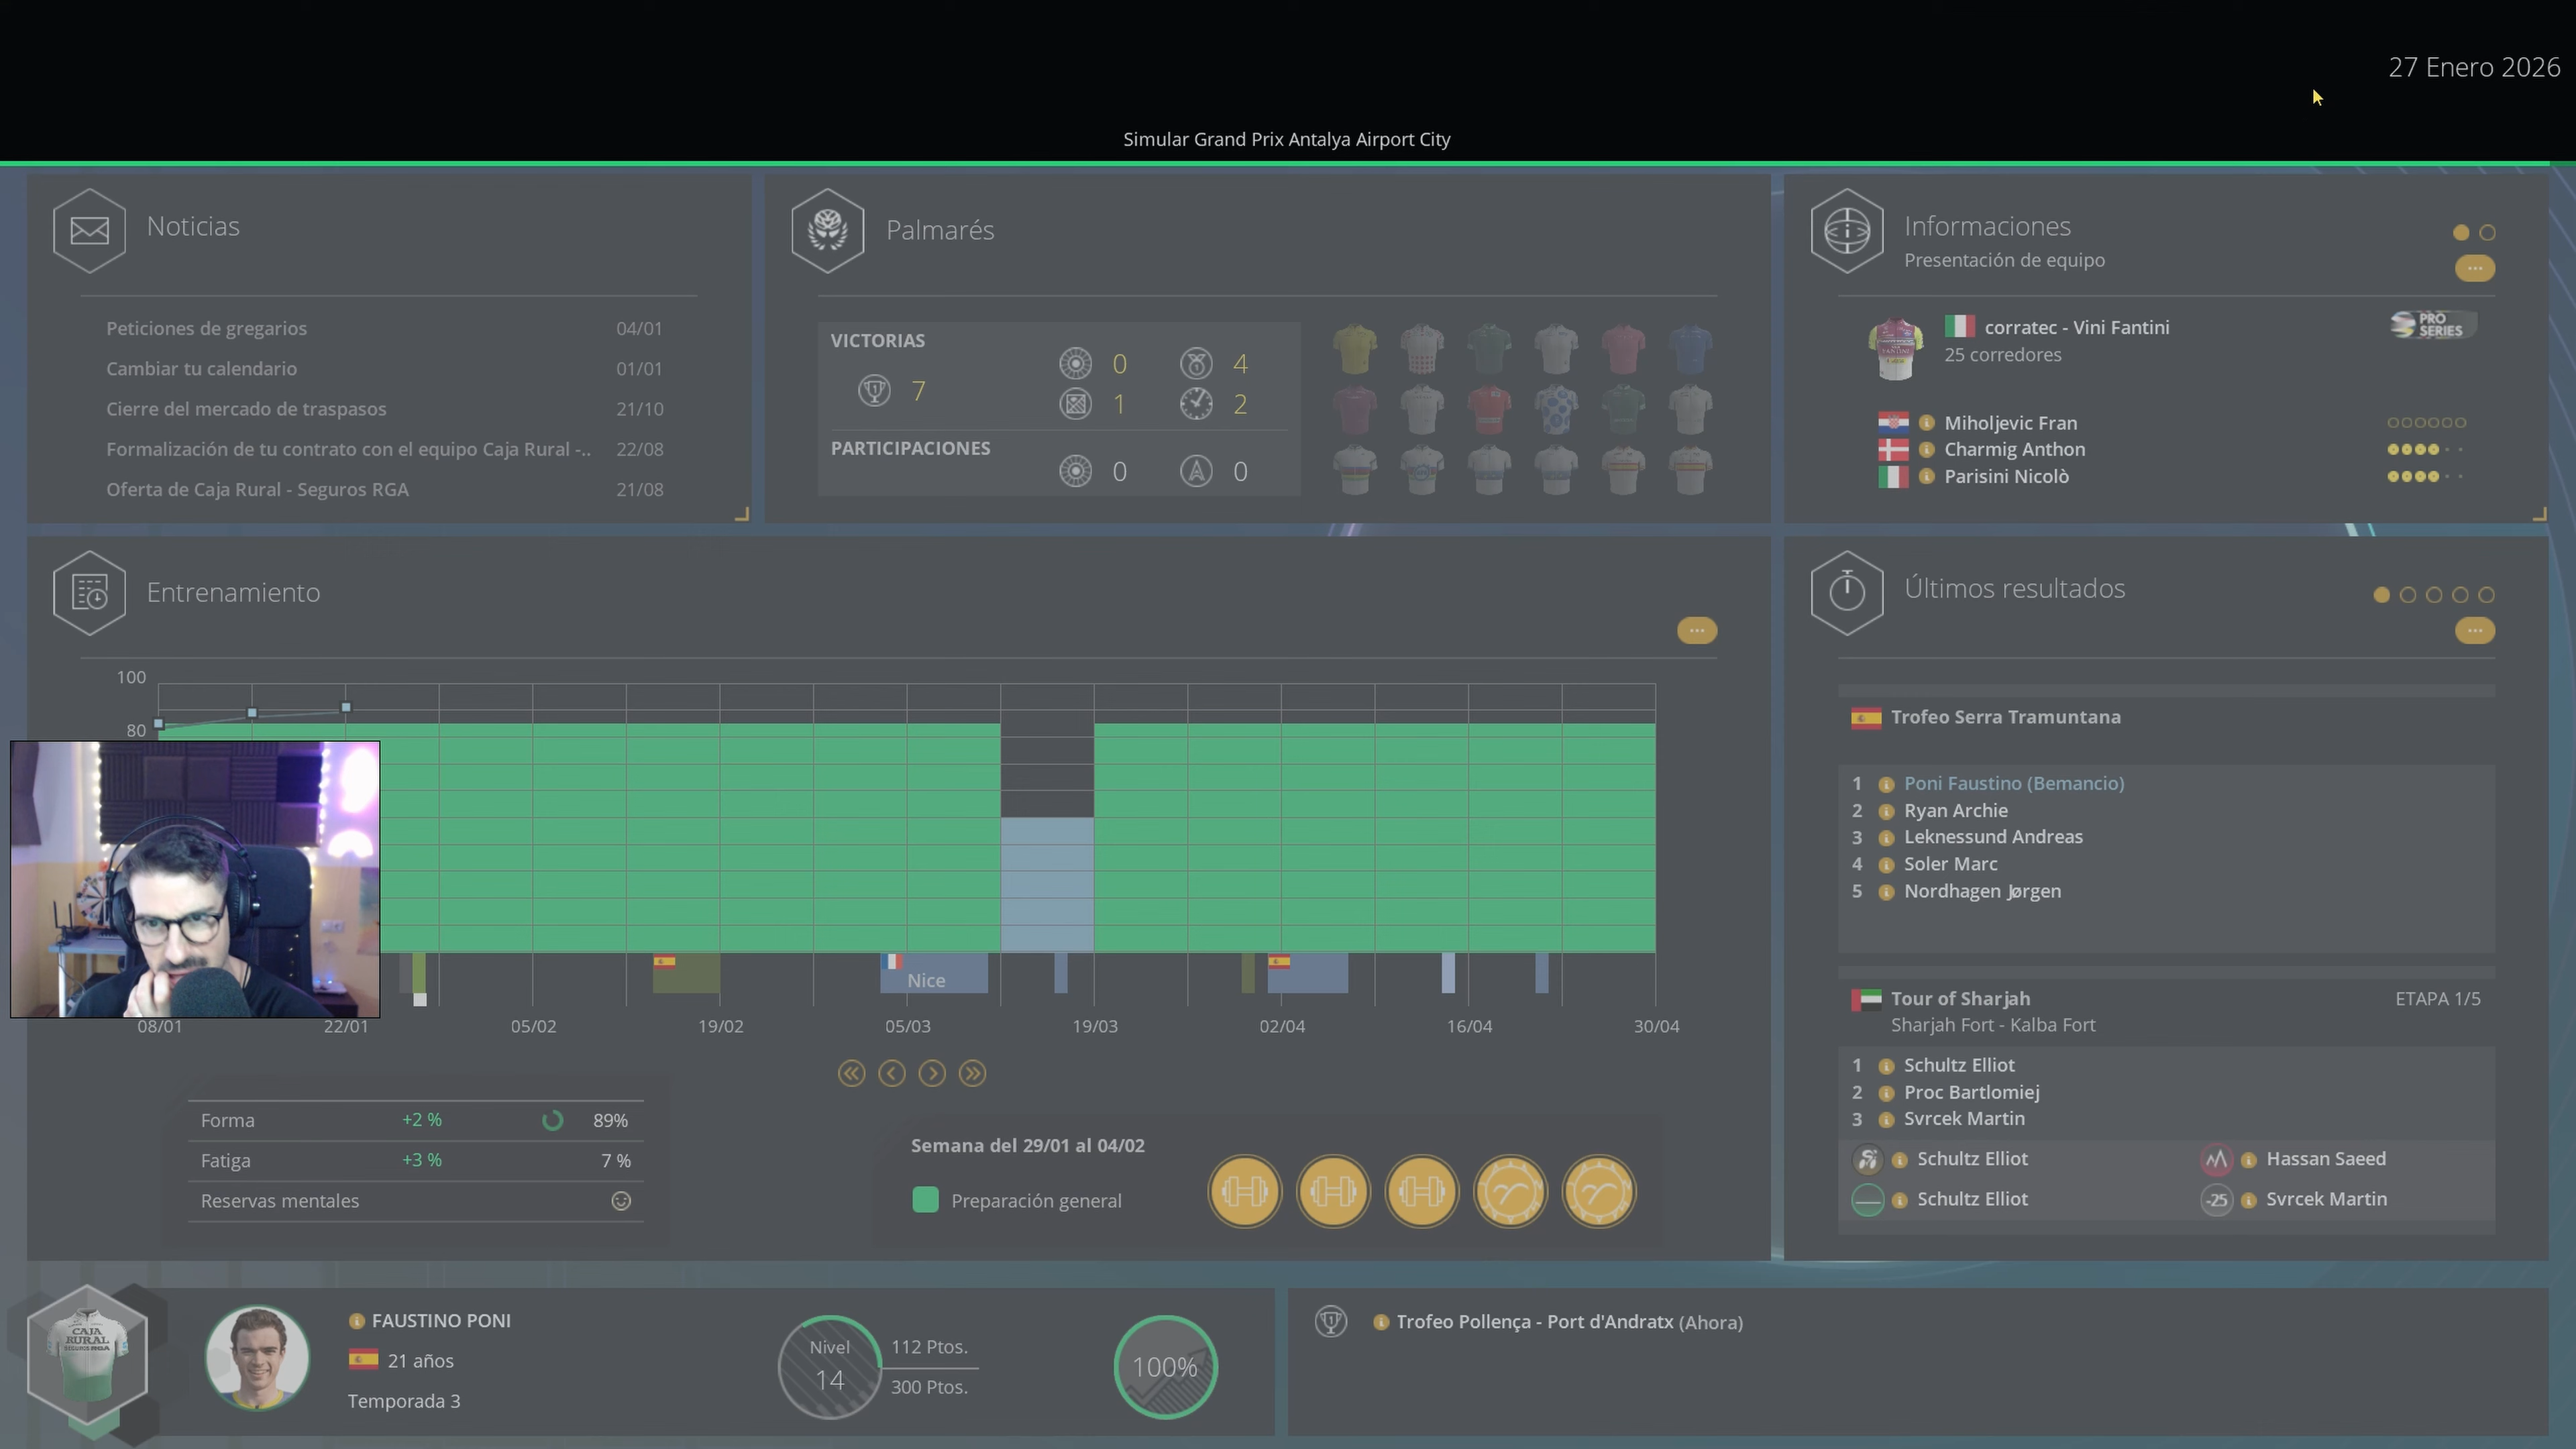 27 Enero 2026
Simular Grand Prix Antalya Airport City
Noticias
Peticiones de gregarios 04/01
Cambiar tu calendario 01/01
Cierre del mercado de traspasos 21/10
Formalización de tu contrato con el equipo Caja Rural -.. 22/08
Oferta de Caja Rural - Seguros RGA 21/08
Palmarés
VICTORIAS
7
0 4
1 2
PARTICIPACIONES
0 0
Informaciones
Presentación de equipo
corratec - Vini Fantini
25 corredores
PRO SERIES
Miholjevic Fran
Charmig Anthon
Parisini Nicolò
Entrenamiento
100
80
Nice
08/01 22/01 05/02 19/02 05/03 19/03 02/04 16/04 30/04
Forma +2 % 89%
Fatiga +3 % 7 %
Reservas mentales
Semana del 29/01 al 04/02
Preparación general
Últimos resultados
Trofeo Serra Tramuntana
1 Poni Faustino (Bemancio)
2 Ryan Archie
3 Leknessund Andreas
4 Soler Marc
5 Nordhagen Jørgen
Tour of Sharjah ETAPA 1/5
Sharjah Fort - Kalba Fort
1 Schultz Elliot
2 Proc Bartlomiej
3 Svrcek Martin
Schultz Elliot Hassan Saeed
Schultz Elliot -25 Svrcek Martin
CAJA
RURAL
SEGUROS RGA
FAUSTINO PONI
21 años
Temporada 3
Nivel
14
112 Ptos.
300 Ptos.
100%
Trofeo Pollença - Port d'Andratx (Ahora)